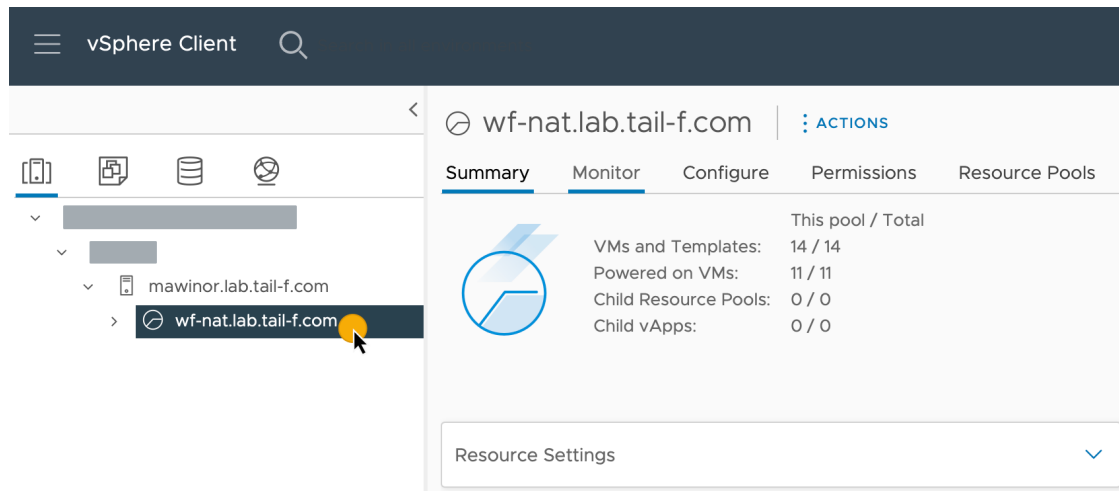 vSphere Client
wf-nat.lab.tail-f.com
ACTIONS
Summary Monitor Configure Permissions Resource Pools
This pool / Total
VMs and Templates: 14 / 14
Powered on VMs: 11 / 11
Child Resource Pools: 0 / 0
Child vApps: 0 / 0
mawinor.lab.tail-f.com
wf-nat.lab.tail-f.com
Resource Settings